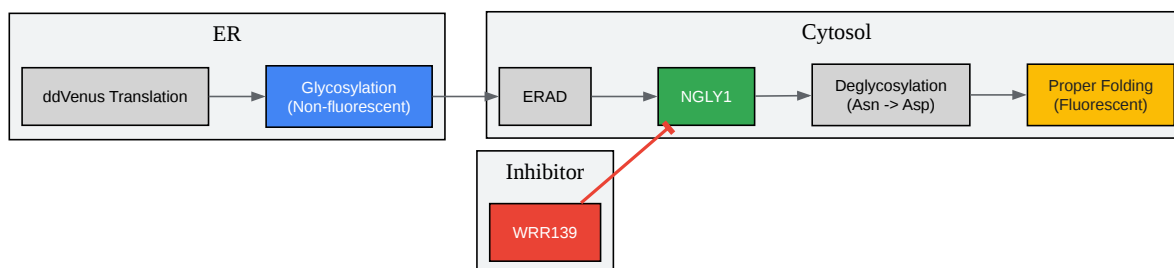 ER
ddVenus Translation
Glycosylation
(Non-fluorescent)
Cytosol
ERAD
NGLY1
Deglycosylation
(Asn -> Asp)
Proper Folding
(Fluorescent)
Inhibitor
WRR139